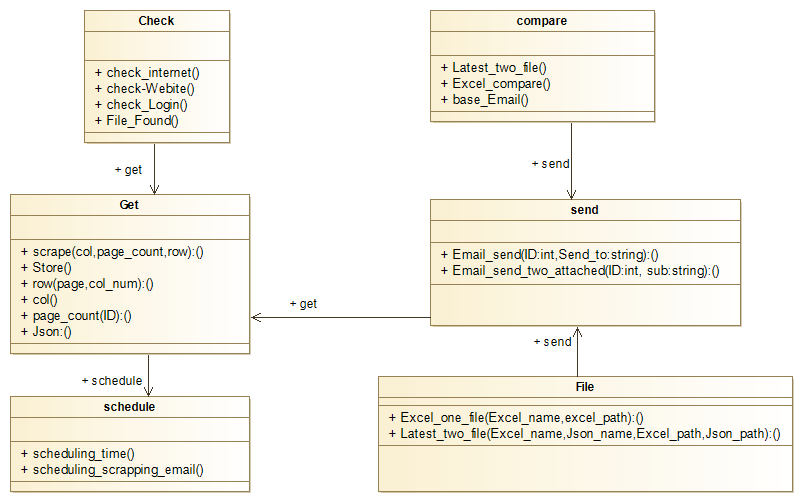 Check
+ check_internet()
+ check-Webite()
+ check_Login()
+ File_Found()
compare
+ Latest_two_file()
+ Excel_compare()
+ base_Email()
+ get
+ send
Get
+ scrape(col,page_count,row):()
+ Store()
+ row(page,col_num):()
+ col()
+ page_count(ID):()
+ Json:()
send
+ Email_send(ID:int,Send_to:string):()
+ Email_send_two_attached(ID:int, sub:string):()
+ get
+ send
+ schedule
schedule
+ scheduling_time()
+ scheduling_scrapping_email()
File
+ Excel_one_file(Excel_name,excel_path):()
+ Latest_two_file(Excel_name,Json_name,Excel_path,Json_path):()